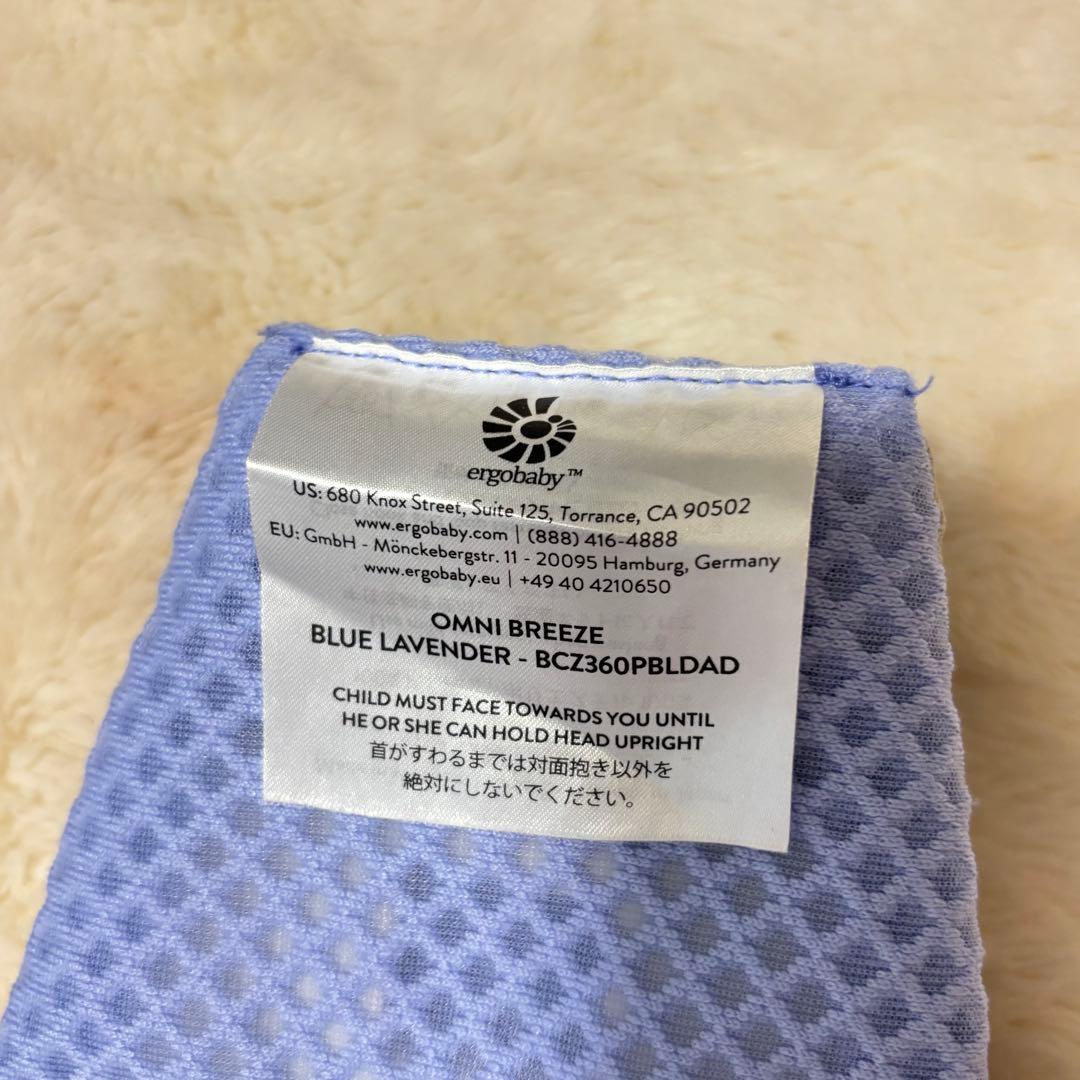 ergobaby™
US: 680 Knox Street, Suite 125, Torrance, CA 90502
www.ergobaby.com | (888) 416-4888
EU: GmbH - Mönckebergstr. 11 - 20095 Hamburg, Germany
www.ergobaby.eu | +49 40 4210650
OMNI BREEZE
BLUE LAVENDER - BCZ360PBLDAD
CHILD MUST FACE TOWARDS YOU UNTIL
HE OR SHE CAN HOLD HEAD UPRIGHT
首がすわるまでは対面抱き以外を
絶対にしないでください。